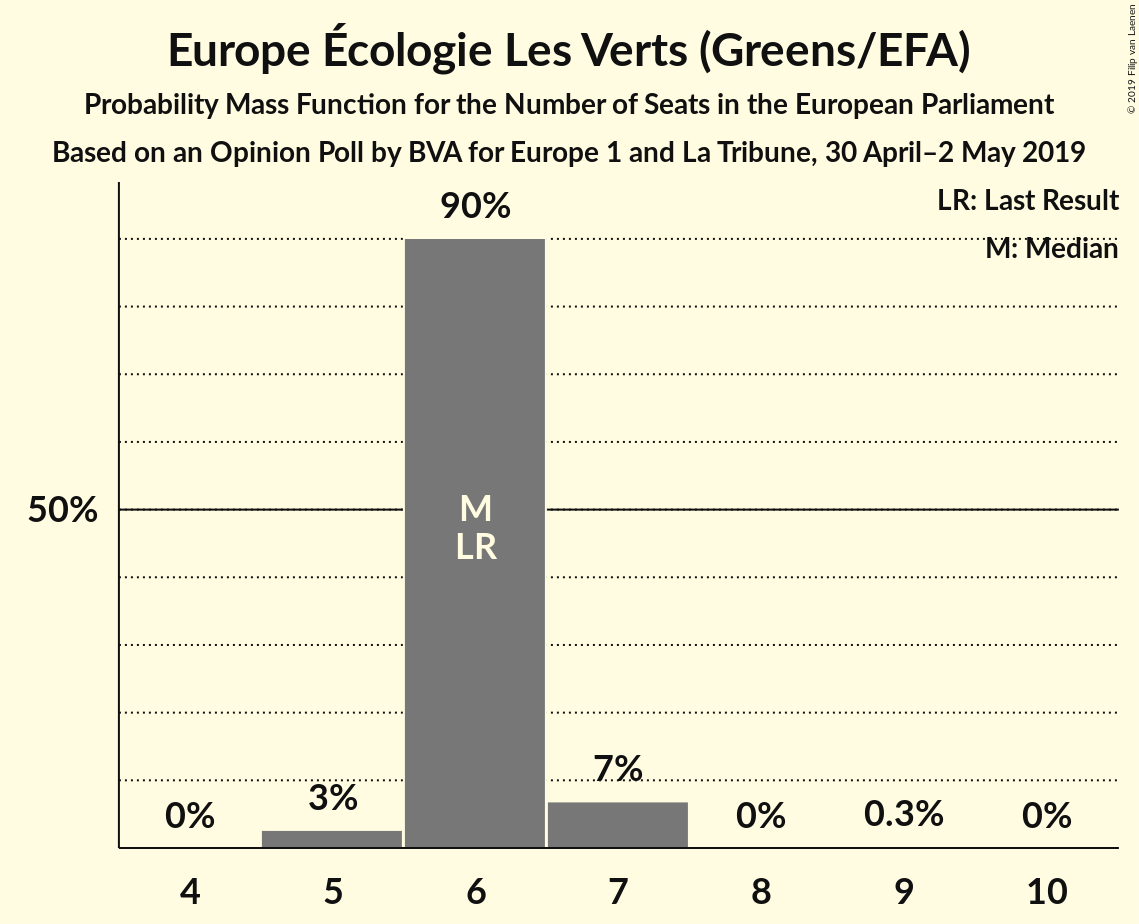 Europe Écologie Les Verts (Greens/EFA)
Probability Mass Function for the Number of Seats in the European Parliament
Based on an Opinion Poll by BVA for Europe 1 and La Tribune, 30 April–2 May 2019
© 2019 Filip van Laenen
LR: Last Result
M: Median
90%
50%
M
LR
0%
3%
7%
0%
0.3%
0%
4 5 6 7 8 9 10